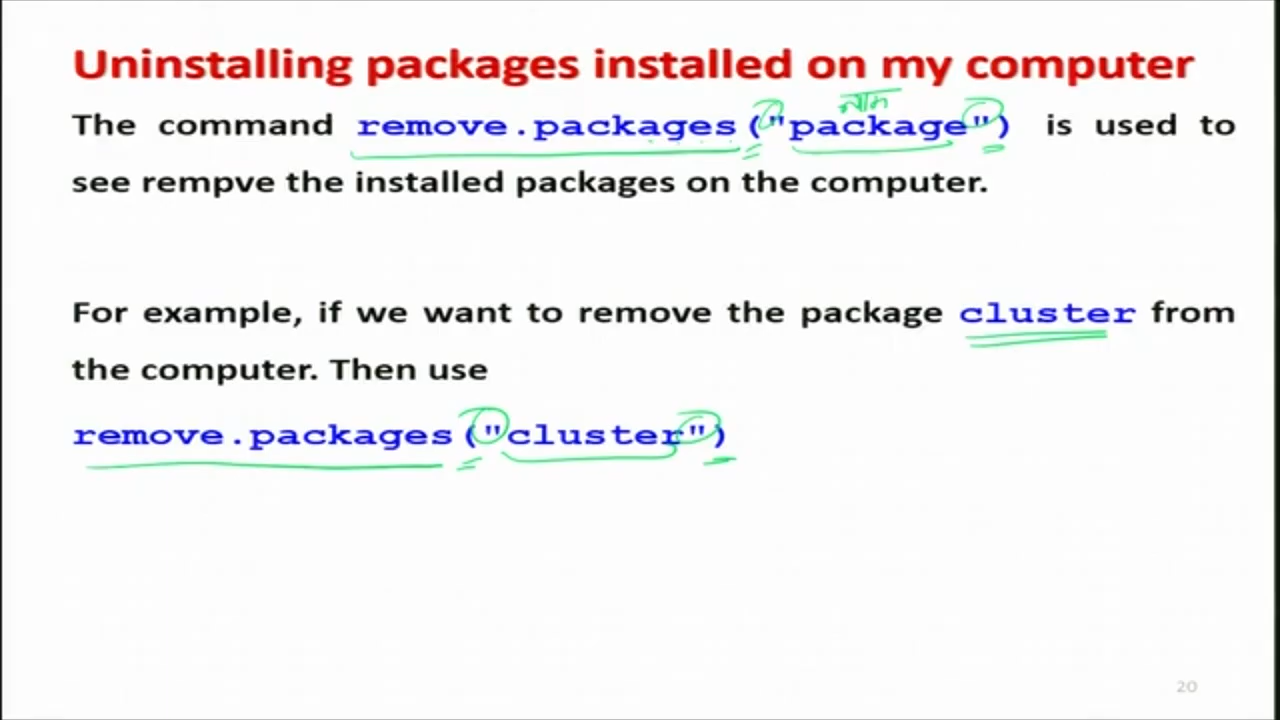 Uninstalling packages installed on my computer
नाम
The command remove.packages("package") is used to
see rempve the installed packages on the computer.
For example, if we want to remove the package cluster from
the computer. Then use
remove.packages("cluster")
20